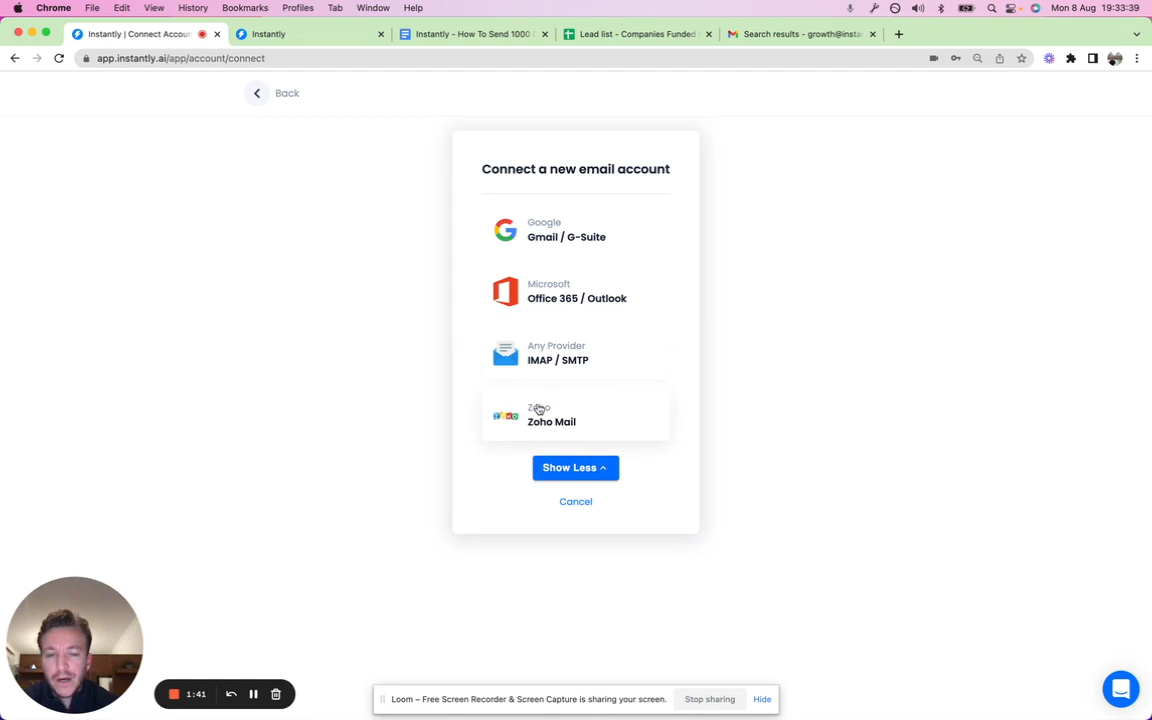 Chrome File Edit View History Bookmarks Profiles Tab Window Help Mon 8 Aug 19:33:39
Instantly | Connect Accoun
Instantly
Instantly - How To Send 1000
Lead list - Companies Funded
Search results - growth@insta
app.instantly.ai/app/account/connect
Back
Connect a new email account
Google
Gmail / G-Suite
Microsoft
Office 365 / Outlook
Any Provider
IMAP / SMTP
Zoho
Zoho Mail
Show Less
Cancel
1:41
Loom – Free Screen Recorder & Screen Capture is sharing your screen. Stop sharing Hide